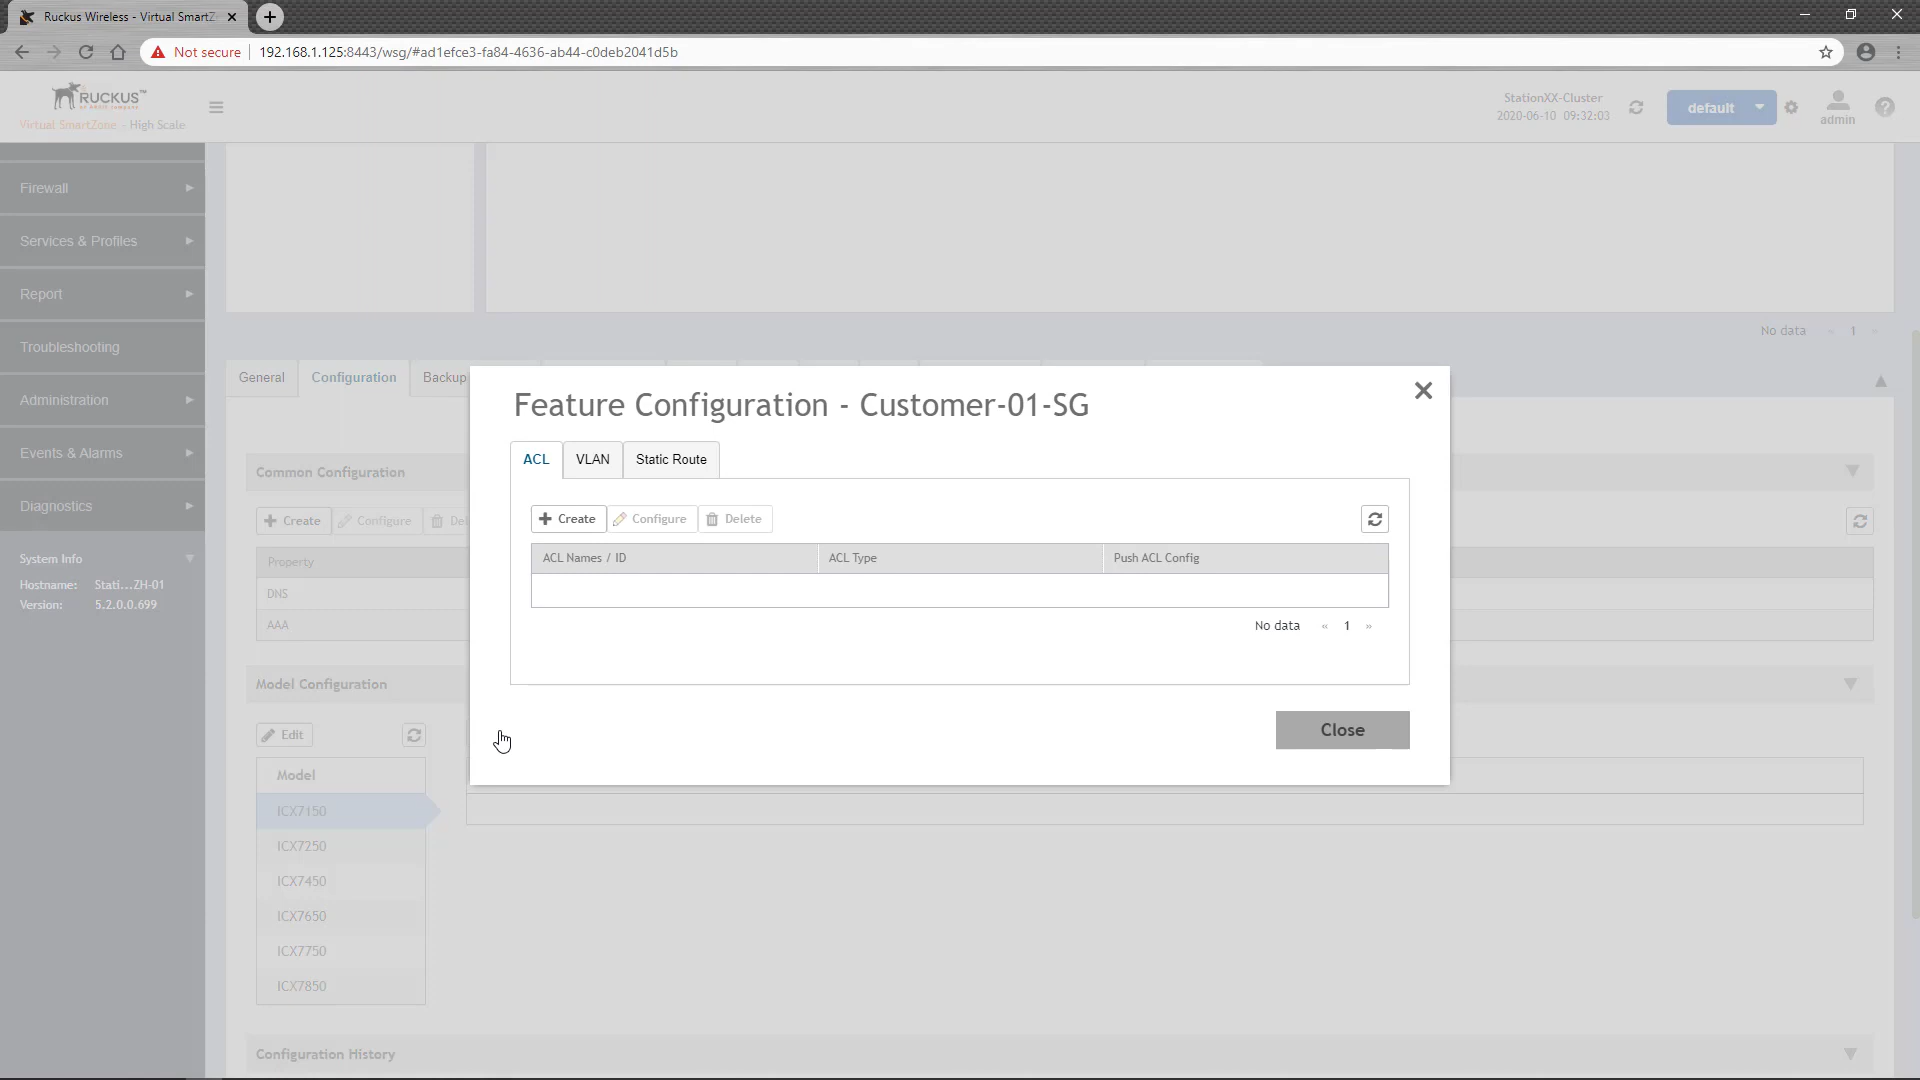 Ruckus Wireless - Virtual SmartZ
Not secure
192.168.1.125:8443/wsg/#ad1efce3-fa84-4636-ab44-c0deb2041d5b
RUCKUS™
Virtual SmartZone - High Scale
StationXX-Cluster
2020-06-10 09:32:03
default
admin
Firewall
Services & Profiles
Report
Troubleshooting
Administration
Events & Alarms
Diagnostics
System Info
Hostname: Stati...ZH-01
Version: 5.2.0.0.699
No data « 1 »
General
Configuration
Backup
Common Configuration
Create
Configure
Del
Property
DNS
AAA
Model Configuration
Edit
Model
ICX7150
ICX7250
ICX7450
ICX7650
ICX7750
ICX7850
Configuration History
Feature Configuration - Customer-01-SG
ACL
VLAN
Static Route
Create
Configure
Delete
ACL Names / ID
ACL Type
Push ACL Config
No data « 1 »
Close